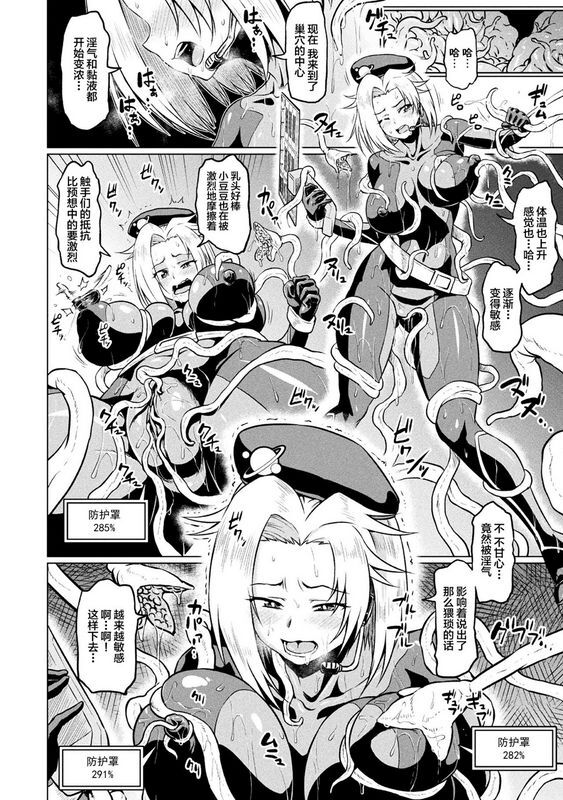 哈…
哈…
现在 我来到了
巢穴的中心
淫气和黏液都
开始变浓…
体温也上升
感觉也…哈…
逐渐…
变得敏感
乳头好棒
小豆豆也在被
激烈地摩擦着
触手们的抵抗
比预想中的要激烈
防护罩
285%
不 不甘心…
竟然被淫气
影响着说出了
那么猥琐的话
防护罩
282%
越来越敏感
啊…啊！
这样下去…
防护罩
291%